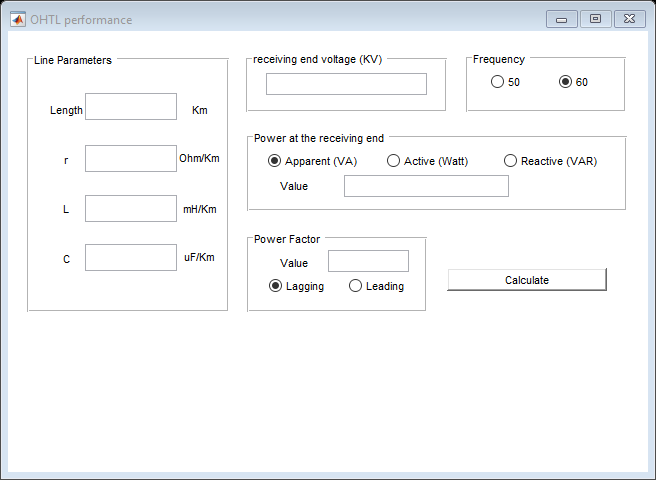 OHTL performance
Line Parameters
Length Km
r Ohm/Km
L mH/Km
C uF/Km
receiving end voltage (KV)
Frequency
50 60
Power at the receiving end
Apparent (VA) Active (Watt) Reactive (VAR)
Value
Power Factor
Value
Lagging Leading
Calculate